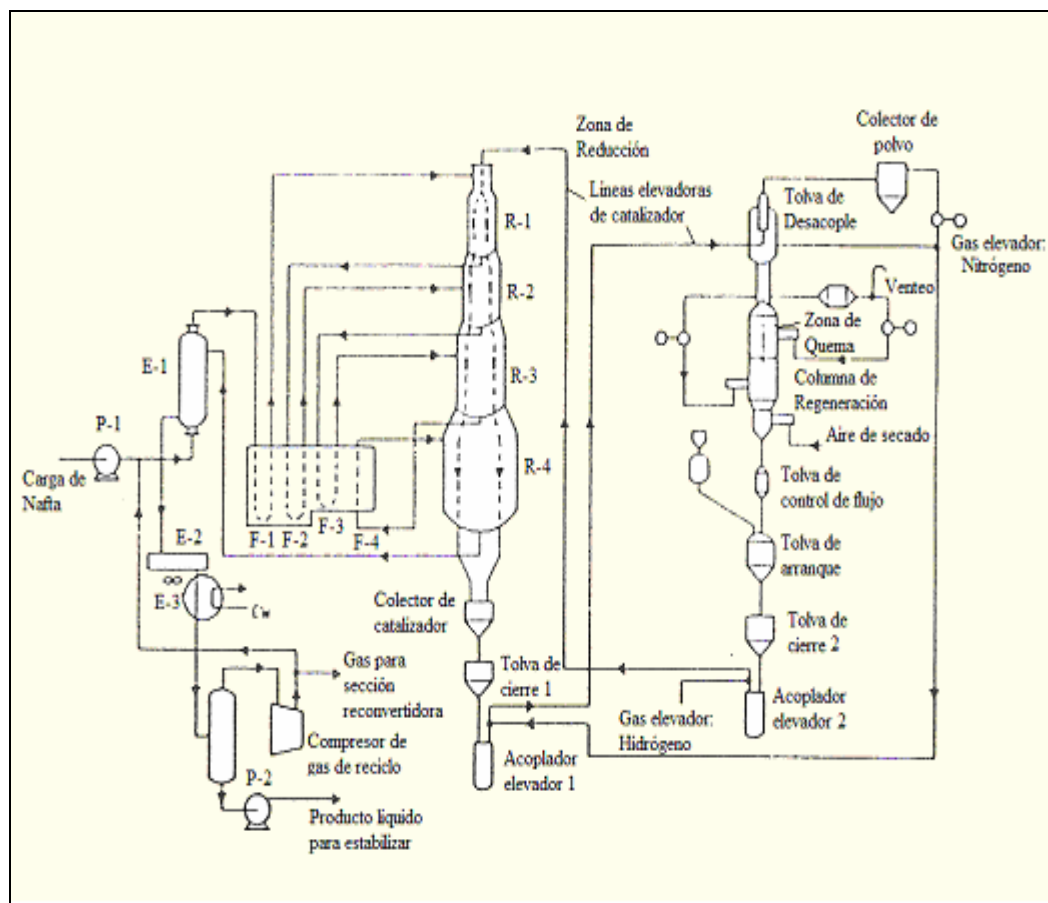 Zona de
Reducción
Colector de
polvo
Líneas elevadoras
de catalizador
Tolva de
Desacople
R-1
Gas elevador:
Nitrógeno
R-2
Venteo
Zona de
Quema
E-1
R-3
Columna de
Regeneración
P-1
Aire de secado
Carga de
Nafta
R-4
Tolva de
control de flujo
F-1
F-2
F-3
F-4
E-2
Tolva de
arranque
E-3
Cw
Colector de
catalizador
Tolva de
cierre 2
Gas para
sección
reconvertidora
Tolva de
cierre 1
Acoplador
elevador 2
Gas elevador:
Hidrógeno
Compresor de
gas de reciclo
Acoplador
elevador 1
P-2
Producto líquido
para estabilizar